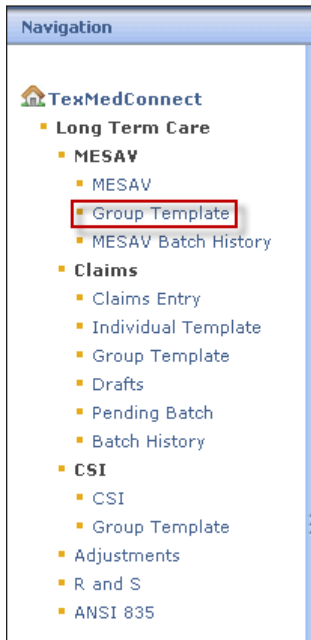 Navigation
TexMedConnect
Long Term Care
MESAV
MESAV
Group Template
MESAV Batch History
Claims
Claims Entry
Individual Template
Group Template
Drafts
Pending Batch
Batch History
CSI
CSI
Group Template
Adjustments
R and S
ANSI 835